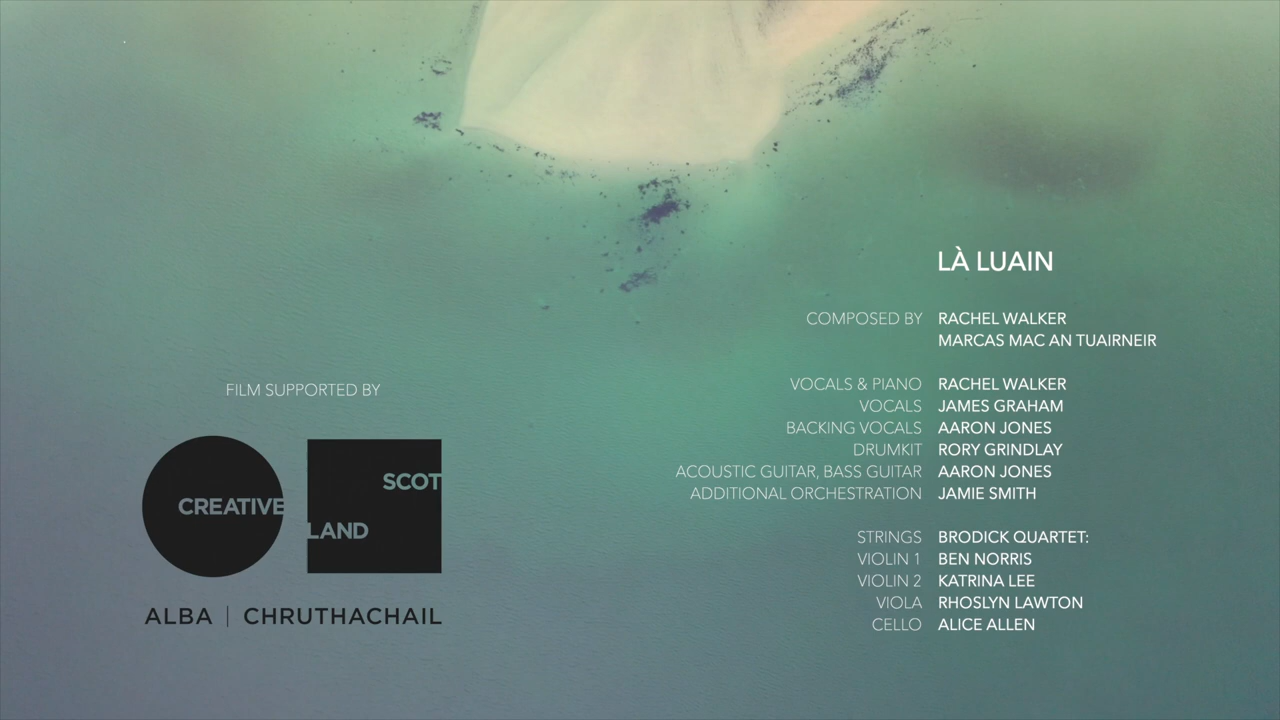 FILM SUPPORTED BY
CREATIVE
SCOT
LAND
ALBA | CHRUTHACHAIL
LÀ LUAIN
COMPOSED BY RACHEL WALKER
MARCAS MAC AN TUAIRNEIR
VOCALS & PIANO RACHEL WALKER
VOCALS JAMES GRAHAM
BACKING VOCALS AARON JONES
DRUMKIT RORY GRINDLAY
ACOUSTIC GUITAR, BASS GUITAR AARON JONES
ADDITIONAL ORCHESTRATION JAMIE SMITH
STRINGS BRODICK QUARTET:
VIOLIN 1 BEN NORRIS
VIOLIN 2 KATRINA LEE
VIOLA RHOSLYN LAWTON
CELLO ALICE ALLEN